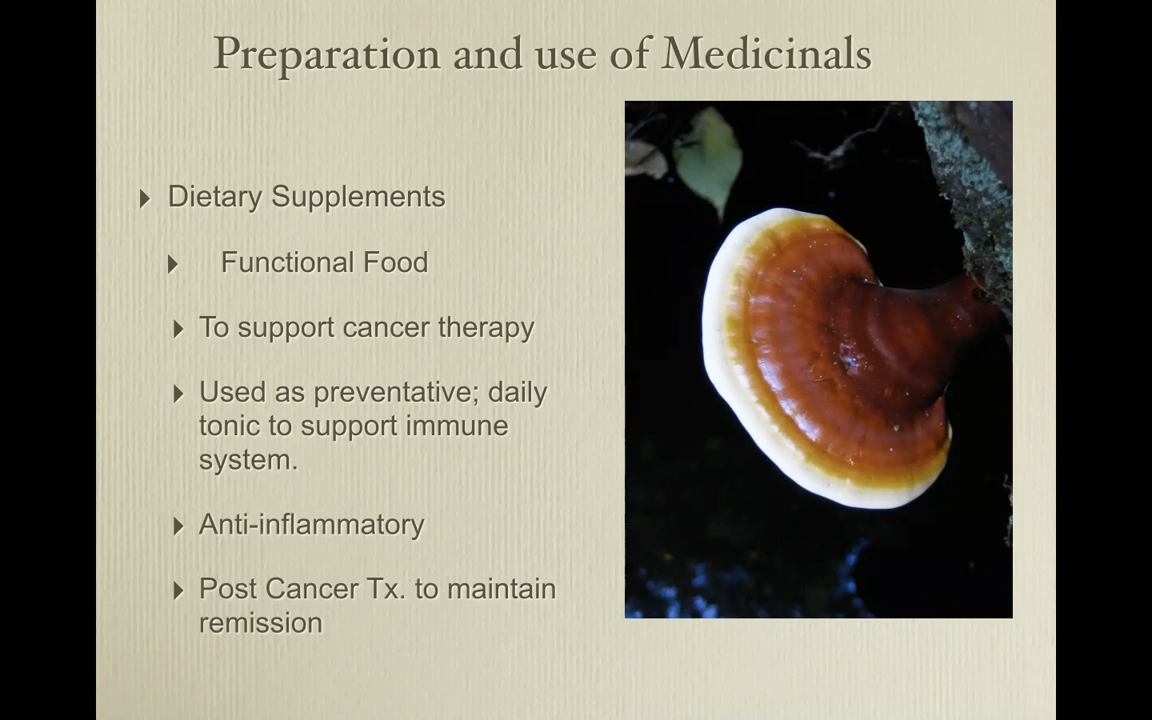 Preparation and use of Medicinals
Dietary Supplements
Functional Food
To support cancer therapy
Used as preventative; daily
tonic to support immune
system.
Anti-inflammatory
Post Cancer Tx. to maintain
remission